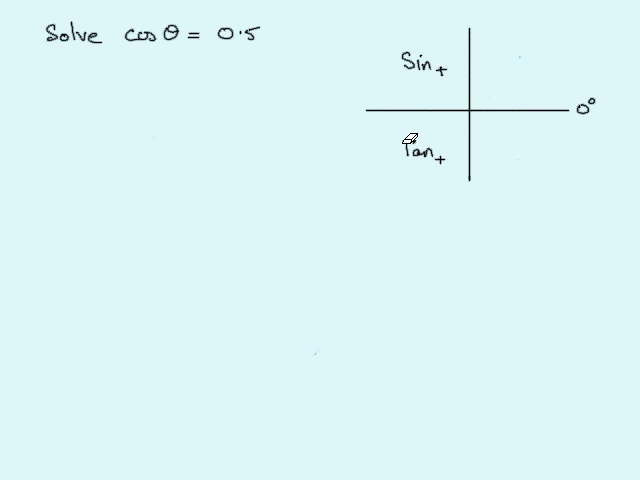 Solve cos θ = 0.5
Sin+
0°
Tan+